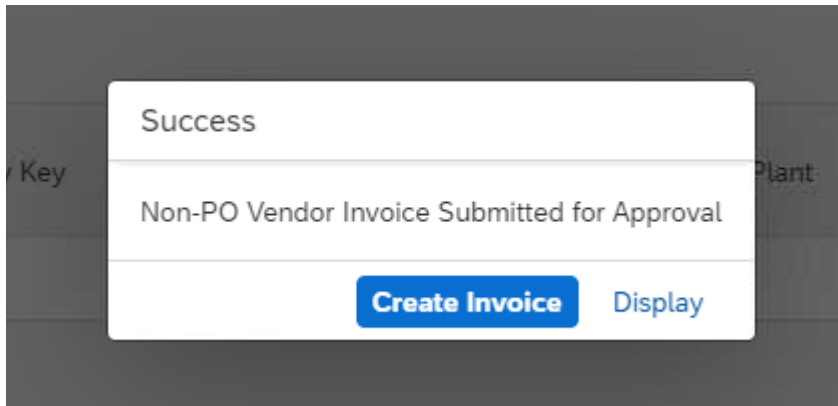 Success
Key
Plant
Non-PO Vendor Invoice Submitted for Approval
Create Invoice
Display